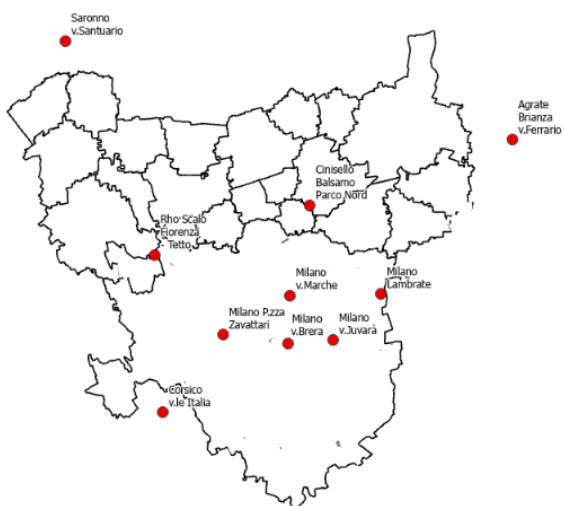 Saronno
v.Santuario
Agrate
Brianza
v.Ferrario
Cinisello
Balsamo
Parco Nord
Rho Scalo
Fiorenza
- Tetto
Milano
v.Marche
Milano
Lambrate
Milano P.zza
Zavattari
Milano
v.Brera
Milano
v.Juvara
Corsico
v.le Italia